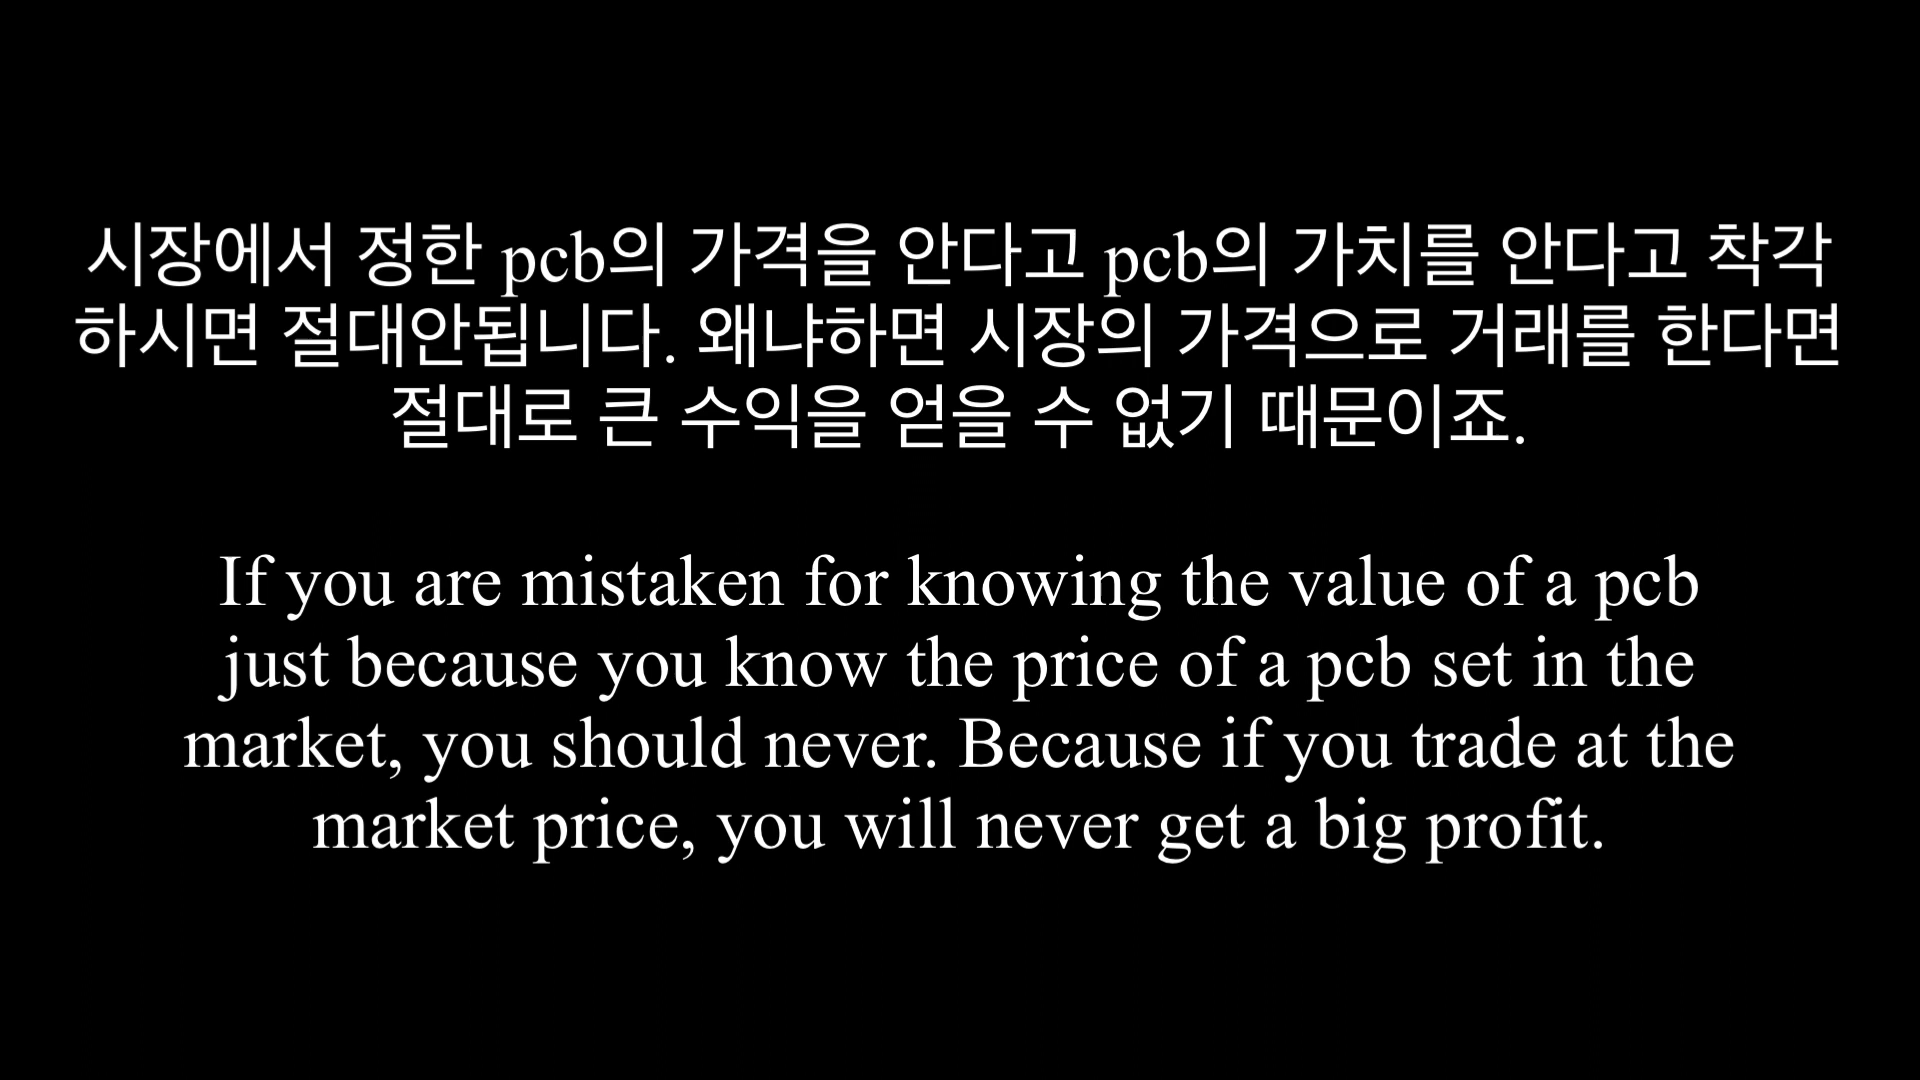 시장에서 정한 pcb의 가격을 안다고 pcb의 가치를 안다고 착각
하시면 절대안됩니다. 왜냐하면 시장의 가격으로 거래를 한다면
절대로 큰 수익을 얻을 수 없기 때문이죠.
If you are mistaken for knowing the value of a pcb
just because you know the price of a pcb set in the
market, you should never. Because if you trade at the
market price, you will never get a big profit.